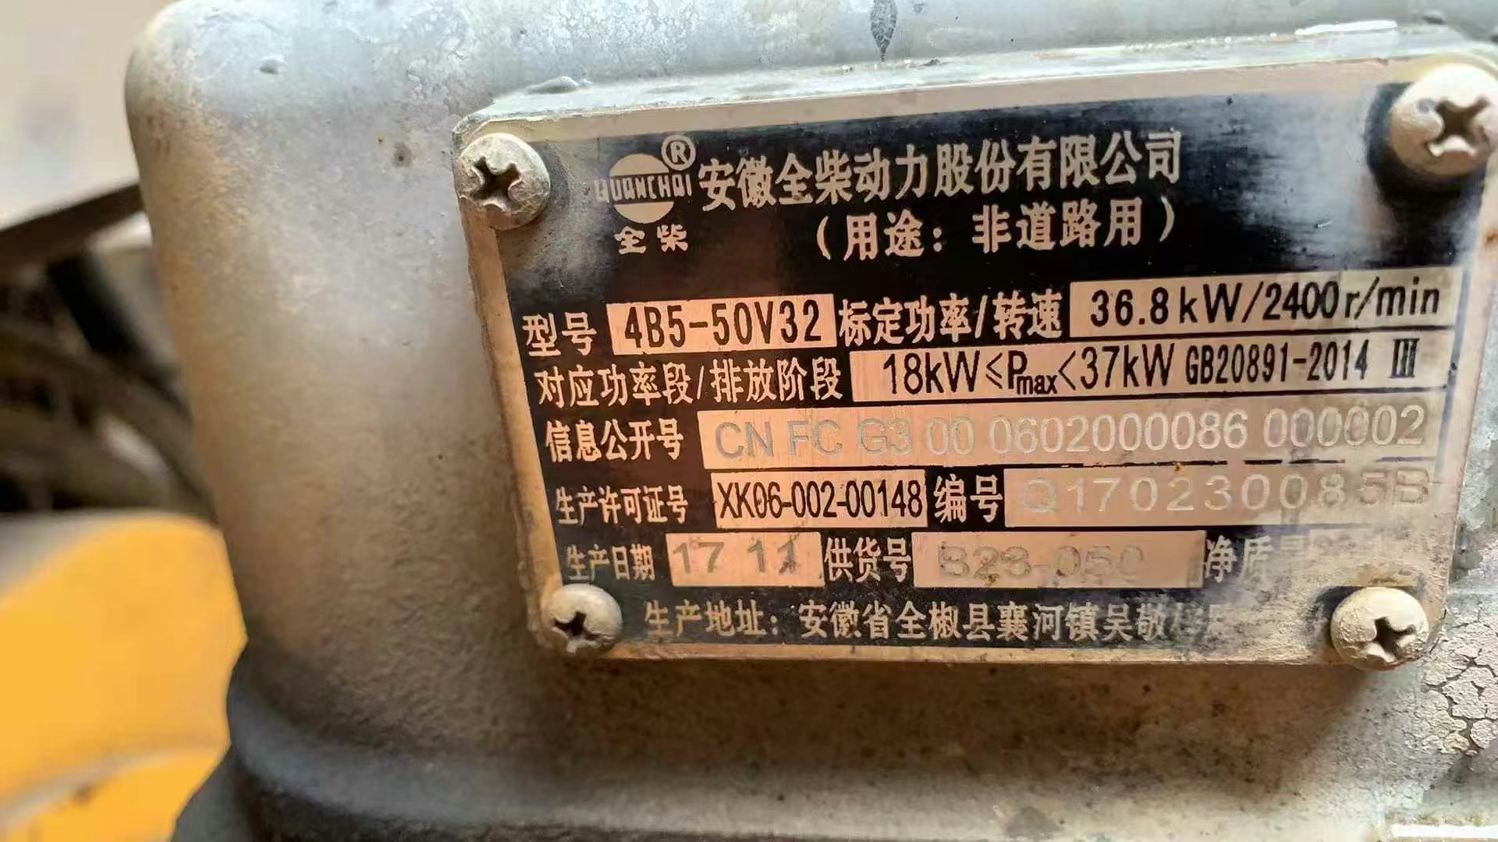 QUANCHAI ® 安徽全柴动力股份有限公司
全柴 (用途：非道路用)
型号 4B5-50V32 标定功率/转速 36.8kW/2400r/min
对应功率段/排放阶段 18kW≤Pmax<37kW GB20891-2014 Ⅲ
信息公开号 CN FC G3 00 0602000086 000002
生产许可证号 XK06-002-00148 编号 Q170230085B
生产日期 17 11 供货号 净质量
生产地址：安徽省全椒县襄河镇吴敬